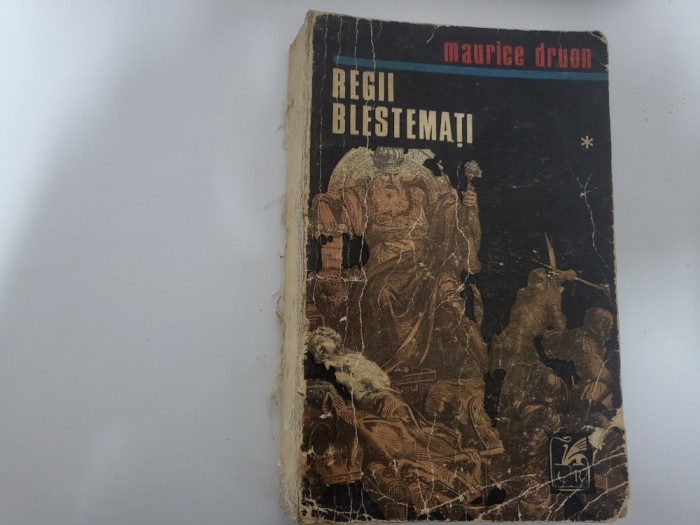 maurice druon
REGII
BLESTEMAȚI
*